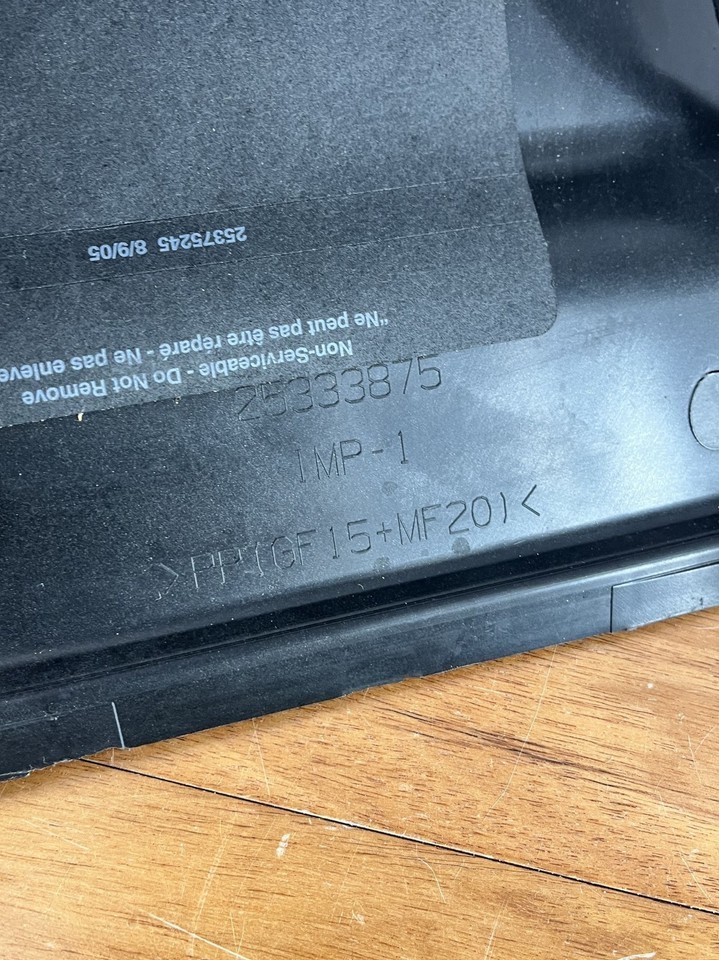 25375245 8/9/05
Non-Serviceable - Do Not Remove
"Ne peut pas être réparé - Ne pas enleve
25333875
IMP-1
>PP(GF15+MF20)<